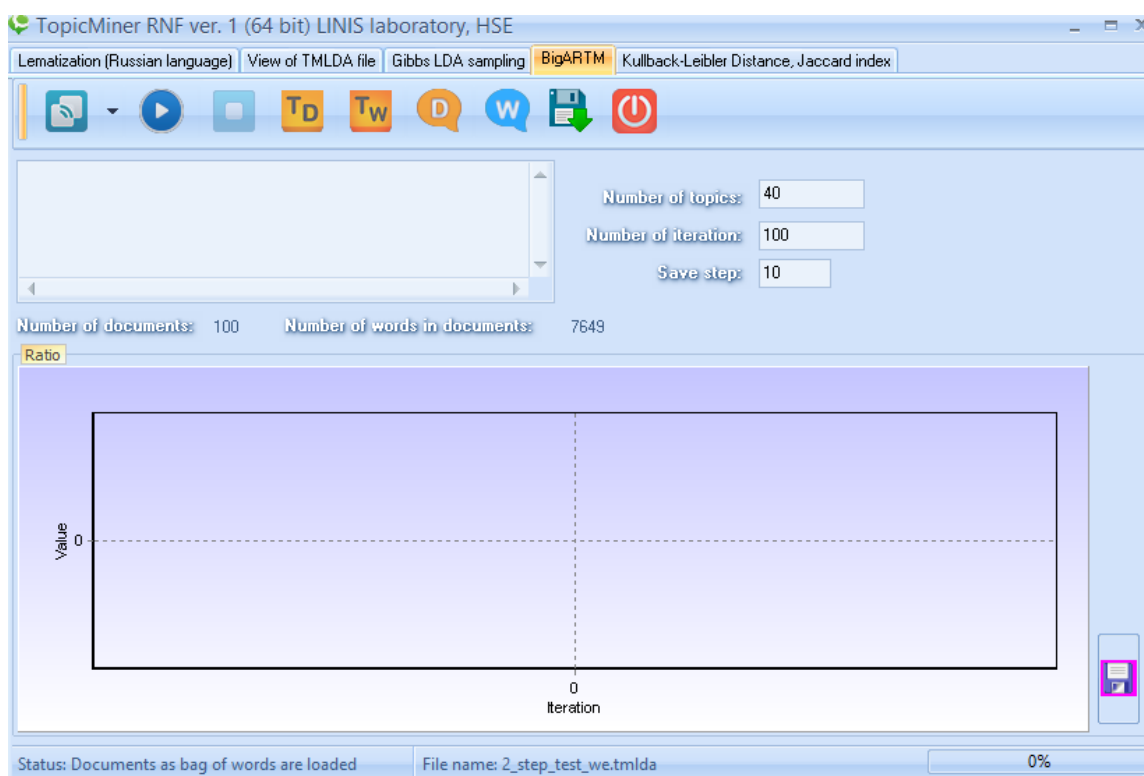 TopicMiner RNF ver. 1 (64 bit) LINIS laboratory, HSE
Lematization (Russian language) View of TMLDA file Gibbs LDA sampling BigARTM Kullback-Leibler Distance, Jaccard index
TD TW D W
Number of topics: 40
Number of iteration: 100
Save step: 10
Number of documents: 100 Number of words in documents: 7649
Ratio
Value
0
0
Iteration
Status: Documents as bag of words are loaded File name: 2_step_test_we.tmlda 0%